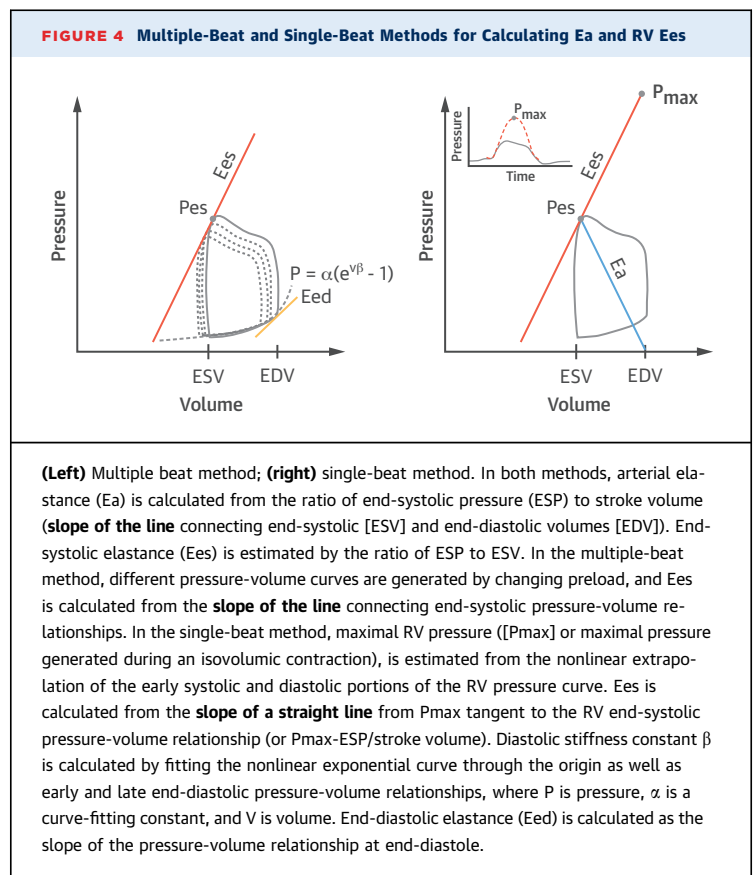 FIGURE 4 Multiple-Beat and Single-Beat Methods for Calculating Ea and RV Ees
Pressure
Ees
Pes
P = α(e^vβ - 1)
Eed
ESV
EDV
Volume
Pressure
Pmax
Time
Pressure
Ees
Pmax
Pes
Ea
ESV
EDV
Volume
(Left) Multiple beat method; (right) single-beat method. In both methods, arterial ela-
stance (Ea) is calculated from the ratio of end-systolic pressure (ESP) to stroke volume
(slope of the line connecting end-systolic [ESV] and end-diastolic volumes [EDV]). End-
systolic elastance (Ees) is estimated by the ratio of ESP to ESV. In the multiple-beat
method, different pressure-volume curves are generated by changing preload, and Ees
is calculated from the slope of the line connecting end-systolic pressure-volume re-
lationships. In the single-beat method, maximal RV pressure ([Pmax] or maximal pressure
generated during an isovolumic contraction), is estimated from the nonlinear extrapo-
lation of the early systolic and diastolic portions of the RV pressure curve. Ees is
calculated from the slope of a straight line from Pmax tangent to the RV end-systolic
pressure-volume relationship (or Pmax-ESP/stroke volume). Diastolic stiffness constant β
is calculated by fitting the nonlinear exponential curve through the origin as well as
early and late end-diastolic pressure-volume relationships, where P is pressure, α is a
curve-fitting constant, and V is volume. End-diastolic elastance (Eed) is calculated as the
slope of the pressure-volume relationship at end-diastole.